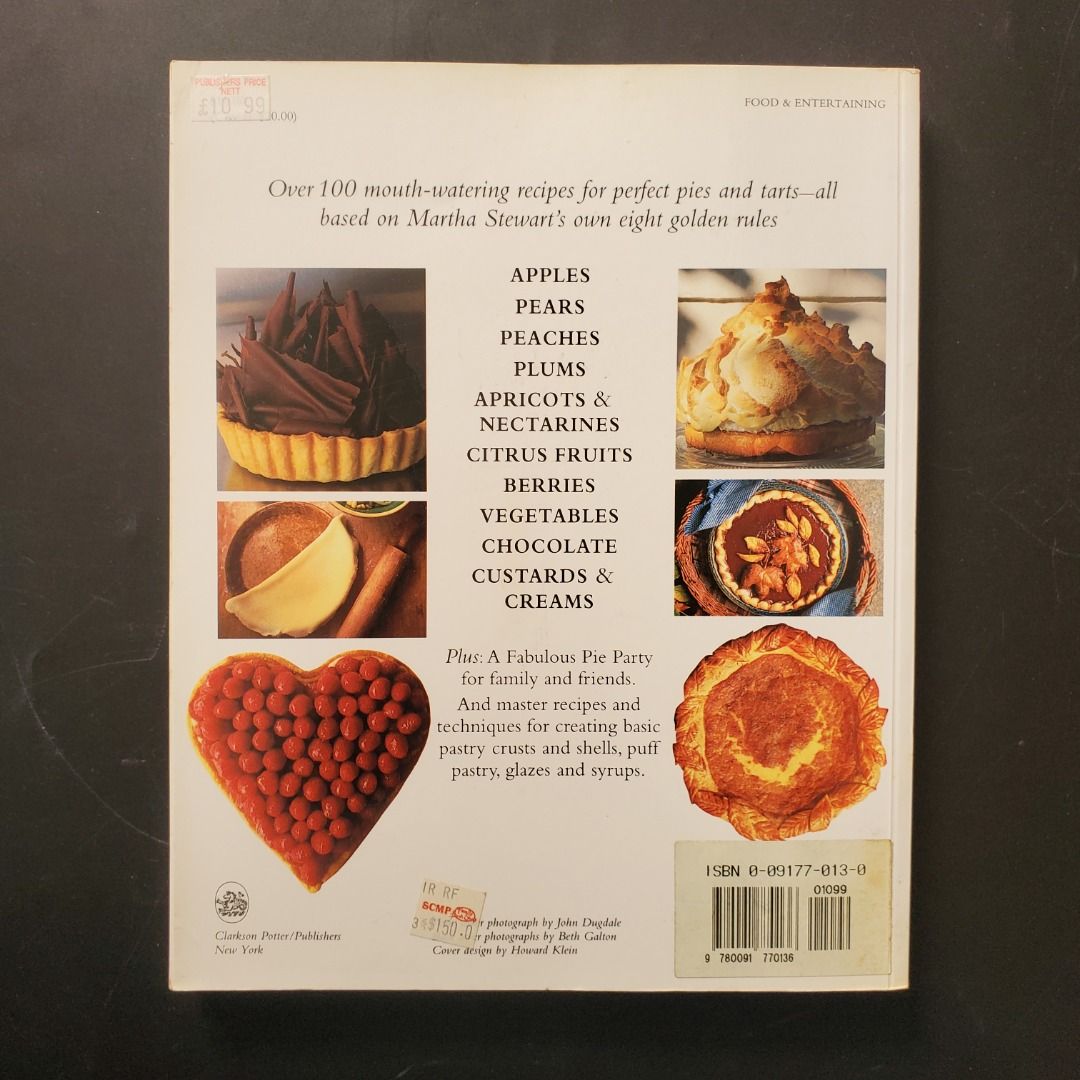 PUBLISHERS PRICE
NETT
£10 99
0.00)
FOOD & ENTERTAINING
Over 100 mouth-watering recipes for perfect pies and tarts—all
based on Martha Stewart's own eight golden rules
APPLES
PEARS
PEACHES
PLUMS
APRICOTS &
NECTARINES
CITRUS FRUITS
BERRIES
VEGETABLES
CHOCOLATE
CUSTARDS &
CREAMS
Plus: A Fabulous Pie Party
for family and friends.
And master recipes and
techniques for creating basic
pastry crusts and shells, puff
pastry, glazes and syrups.
Clarkson Potter/Publishers
New York
IR RF
SCMP
$150.0
r photograph by John Dugdale
r photographs by Beth Galton
Cover design by Howard Klein
ISBN 0-09177-013-0
01099
9 780091 770136